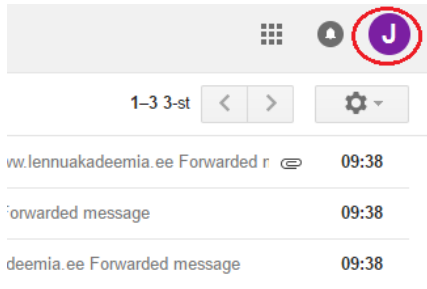 J
1–3 3-st
ww.lennuakadeemia.ee Forwarded 09:38
Forwarded message 09:38
deemia.ee Forwarded message 09:38